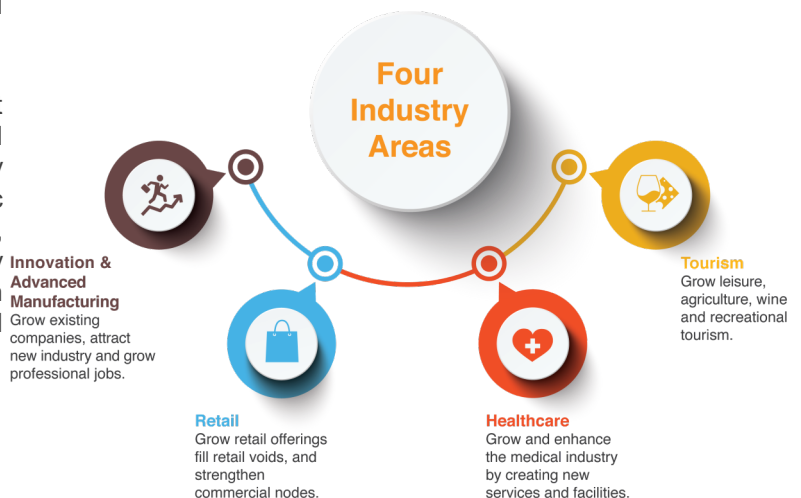 Four
Industry
Areas
Innovation &
Advanced
Manufacturing
Grow existing
companies, attract
new industry and grow
professional jobs.
Retail
Grow retail offerings
fill retail voids, and
strengthen
commercial nodes.
Healthcare
Grow and enhance
the medical industry
by creating new
services and facilities.
Tourism
Grow leisure,
agriculture, wine
and recreational
tourism.